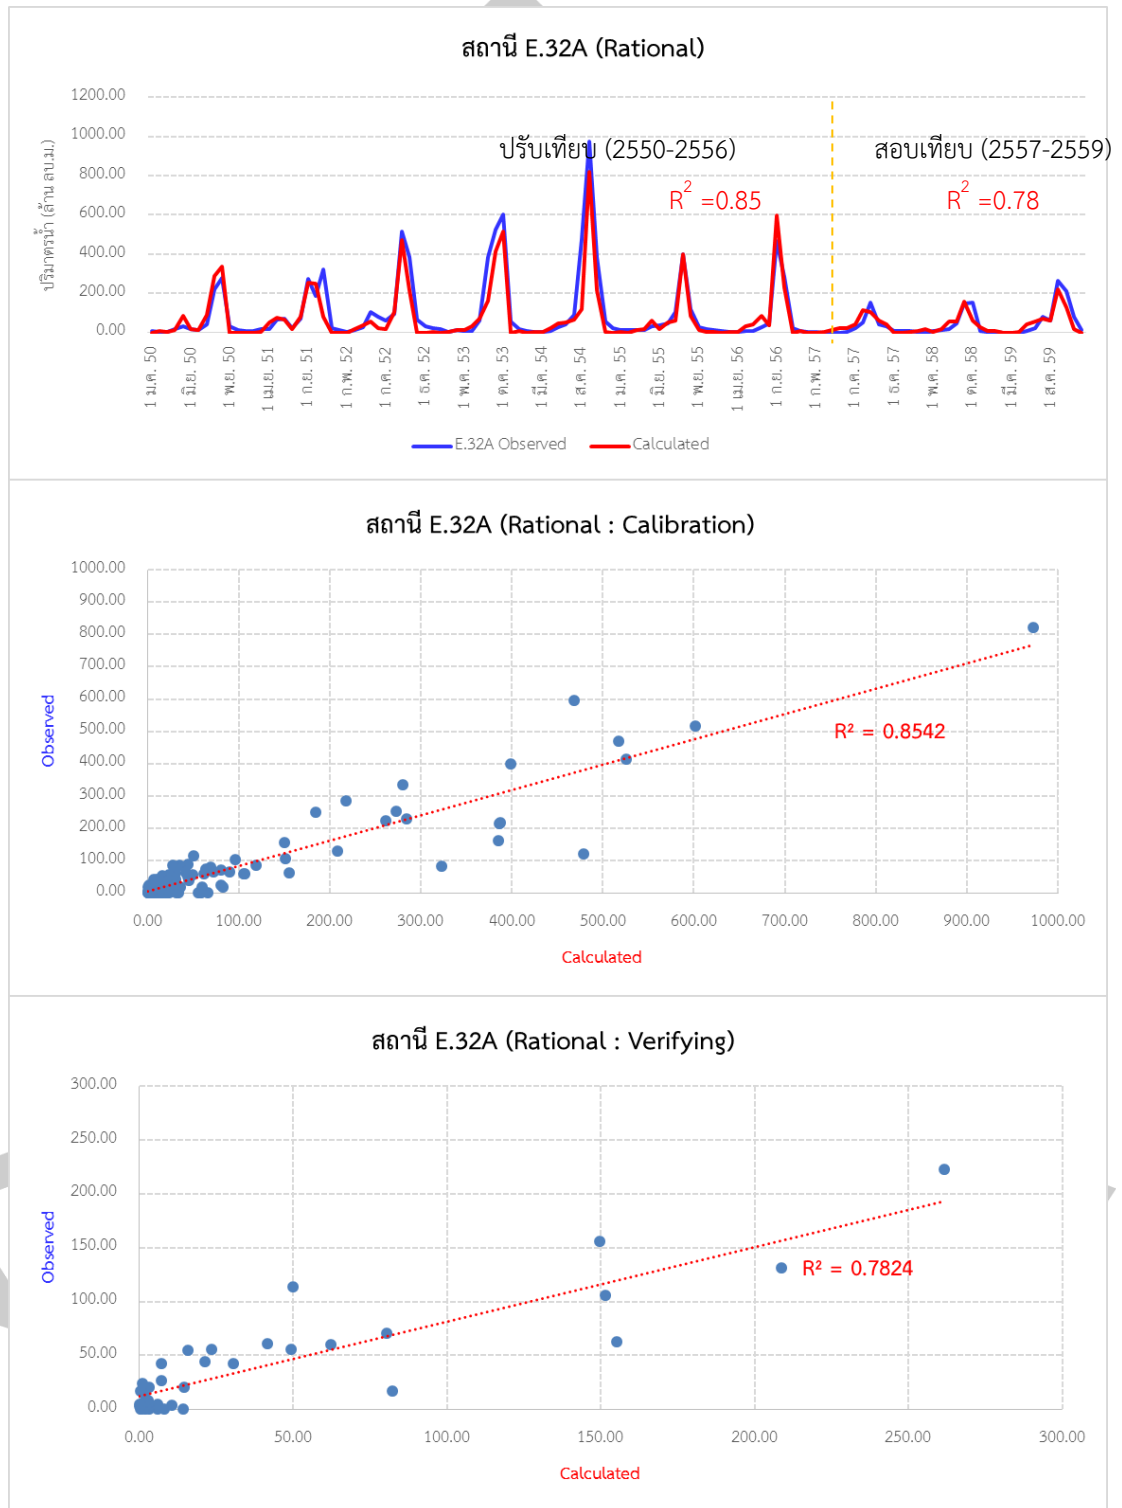 สถานี E.32A (Rational)
1200.00
1000.00
800.00
600.00
400.00
200.00
0.00
ปริมาตรน้ำ (ล้าน ลบ.ม.)
ปรับเทียบ (2550-2556)
สอบเทียบ (2557-2559)
R² =0.85
R² =0.78
1 ม.ค. 50
1 มิ.ย. 50
1 พ.ย. 50
1 เม.ย. 51
1 ก.ย. 51
1 ก.พ. 52
1 ก.ค. 52
1 ธ.ค. 52
1 พ.ค. 53
1 ต.ค. 53
1 มี.ค. 54
1 ส.ค. 54
1 ม.ค. 55
1 มิ.ย. 55
1 พ.ย. 55
1 เม.ย. 56
1 ก.ย. 56
1 ก.พ. 57
1 ก.ค. 57
1 ธ.ค. 57
1 พ.ค. 58
1 ต.ค. 58
1 มี.ค. 59
1 ส.ค. 59
E.32A Observed
Calculated
สถานี E.32A (Rational : Calibration)
1000.00
900.00
800.00
700.00
600.00
500.00
400.00
300.00
200.00
100.00
0.00
Observed
R² = 0.8542
0.00 100.00 200.00 300.00 400.00 500.00 600.00 700.00 800.00 900.00 1000.00
Calculated
สถานี E.32A (Rational : Verifying)
300.00
250.00
200.00
150.00
100.00
50.00
0.00
Observed
R² = 0.7824
0.00 50.00 100.00 150.00 200.00 250.00 300.00
Calculated